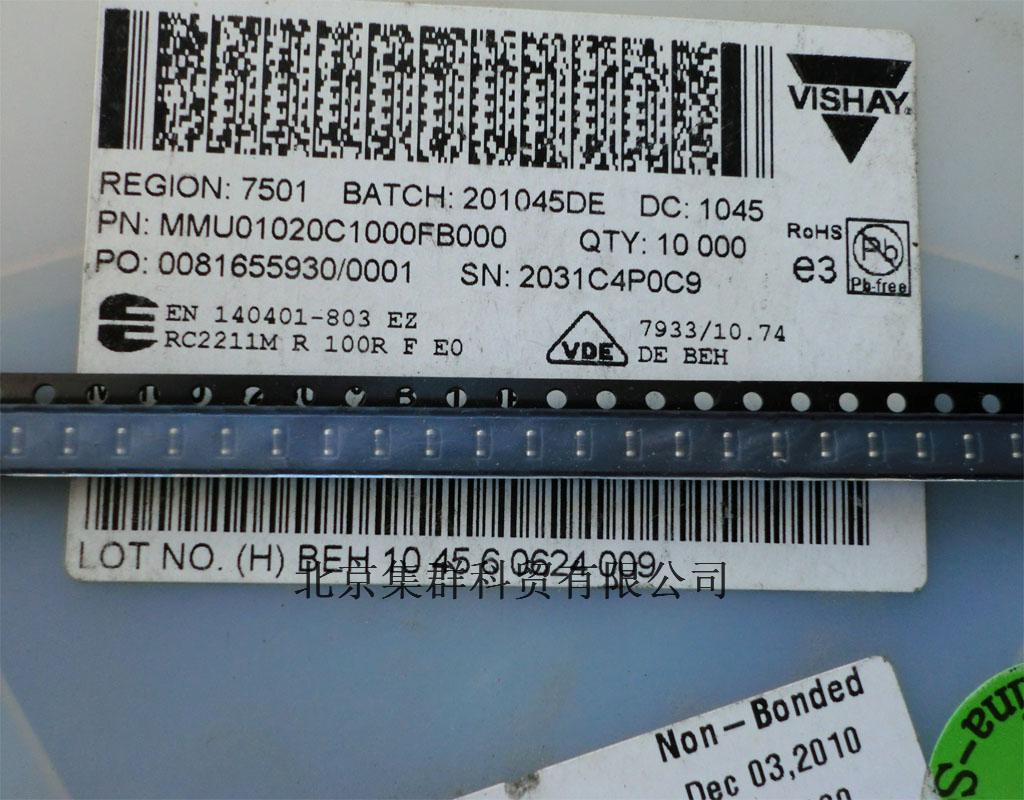 VISHAY
REGION: 7501 BATCH: 201045DE DC: 1045
PN: MMU01020C1000FB000 QTY: 10 000
PO: 0081655930/0001 SN: 2031C4P0C9
RoHS
e3
Pb
Pb-free
EN 140401-803 EZ
RC2211M R 100R F E0
VDE
7933/10.74
DE BEH
LOT NO. (H) BEH 10 45 6 0624 009
北京集群科贸有限公司
Non-Bonded
Dec 03,2010